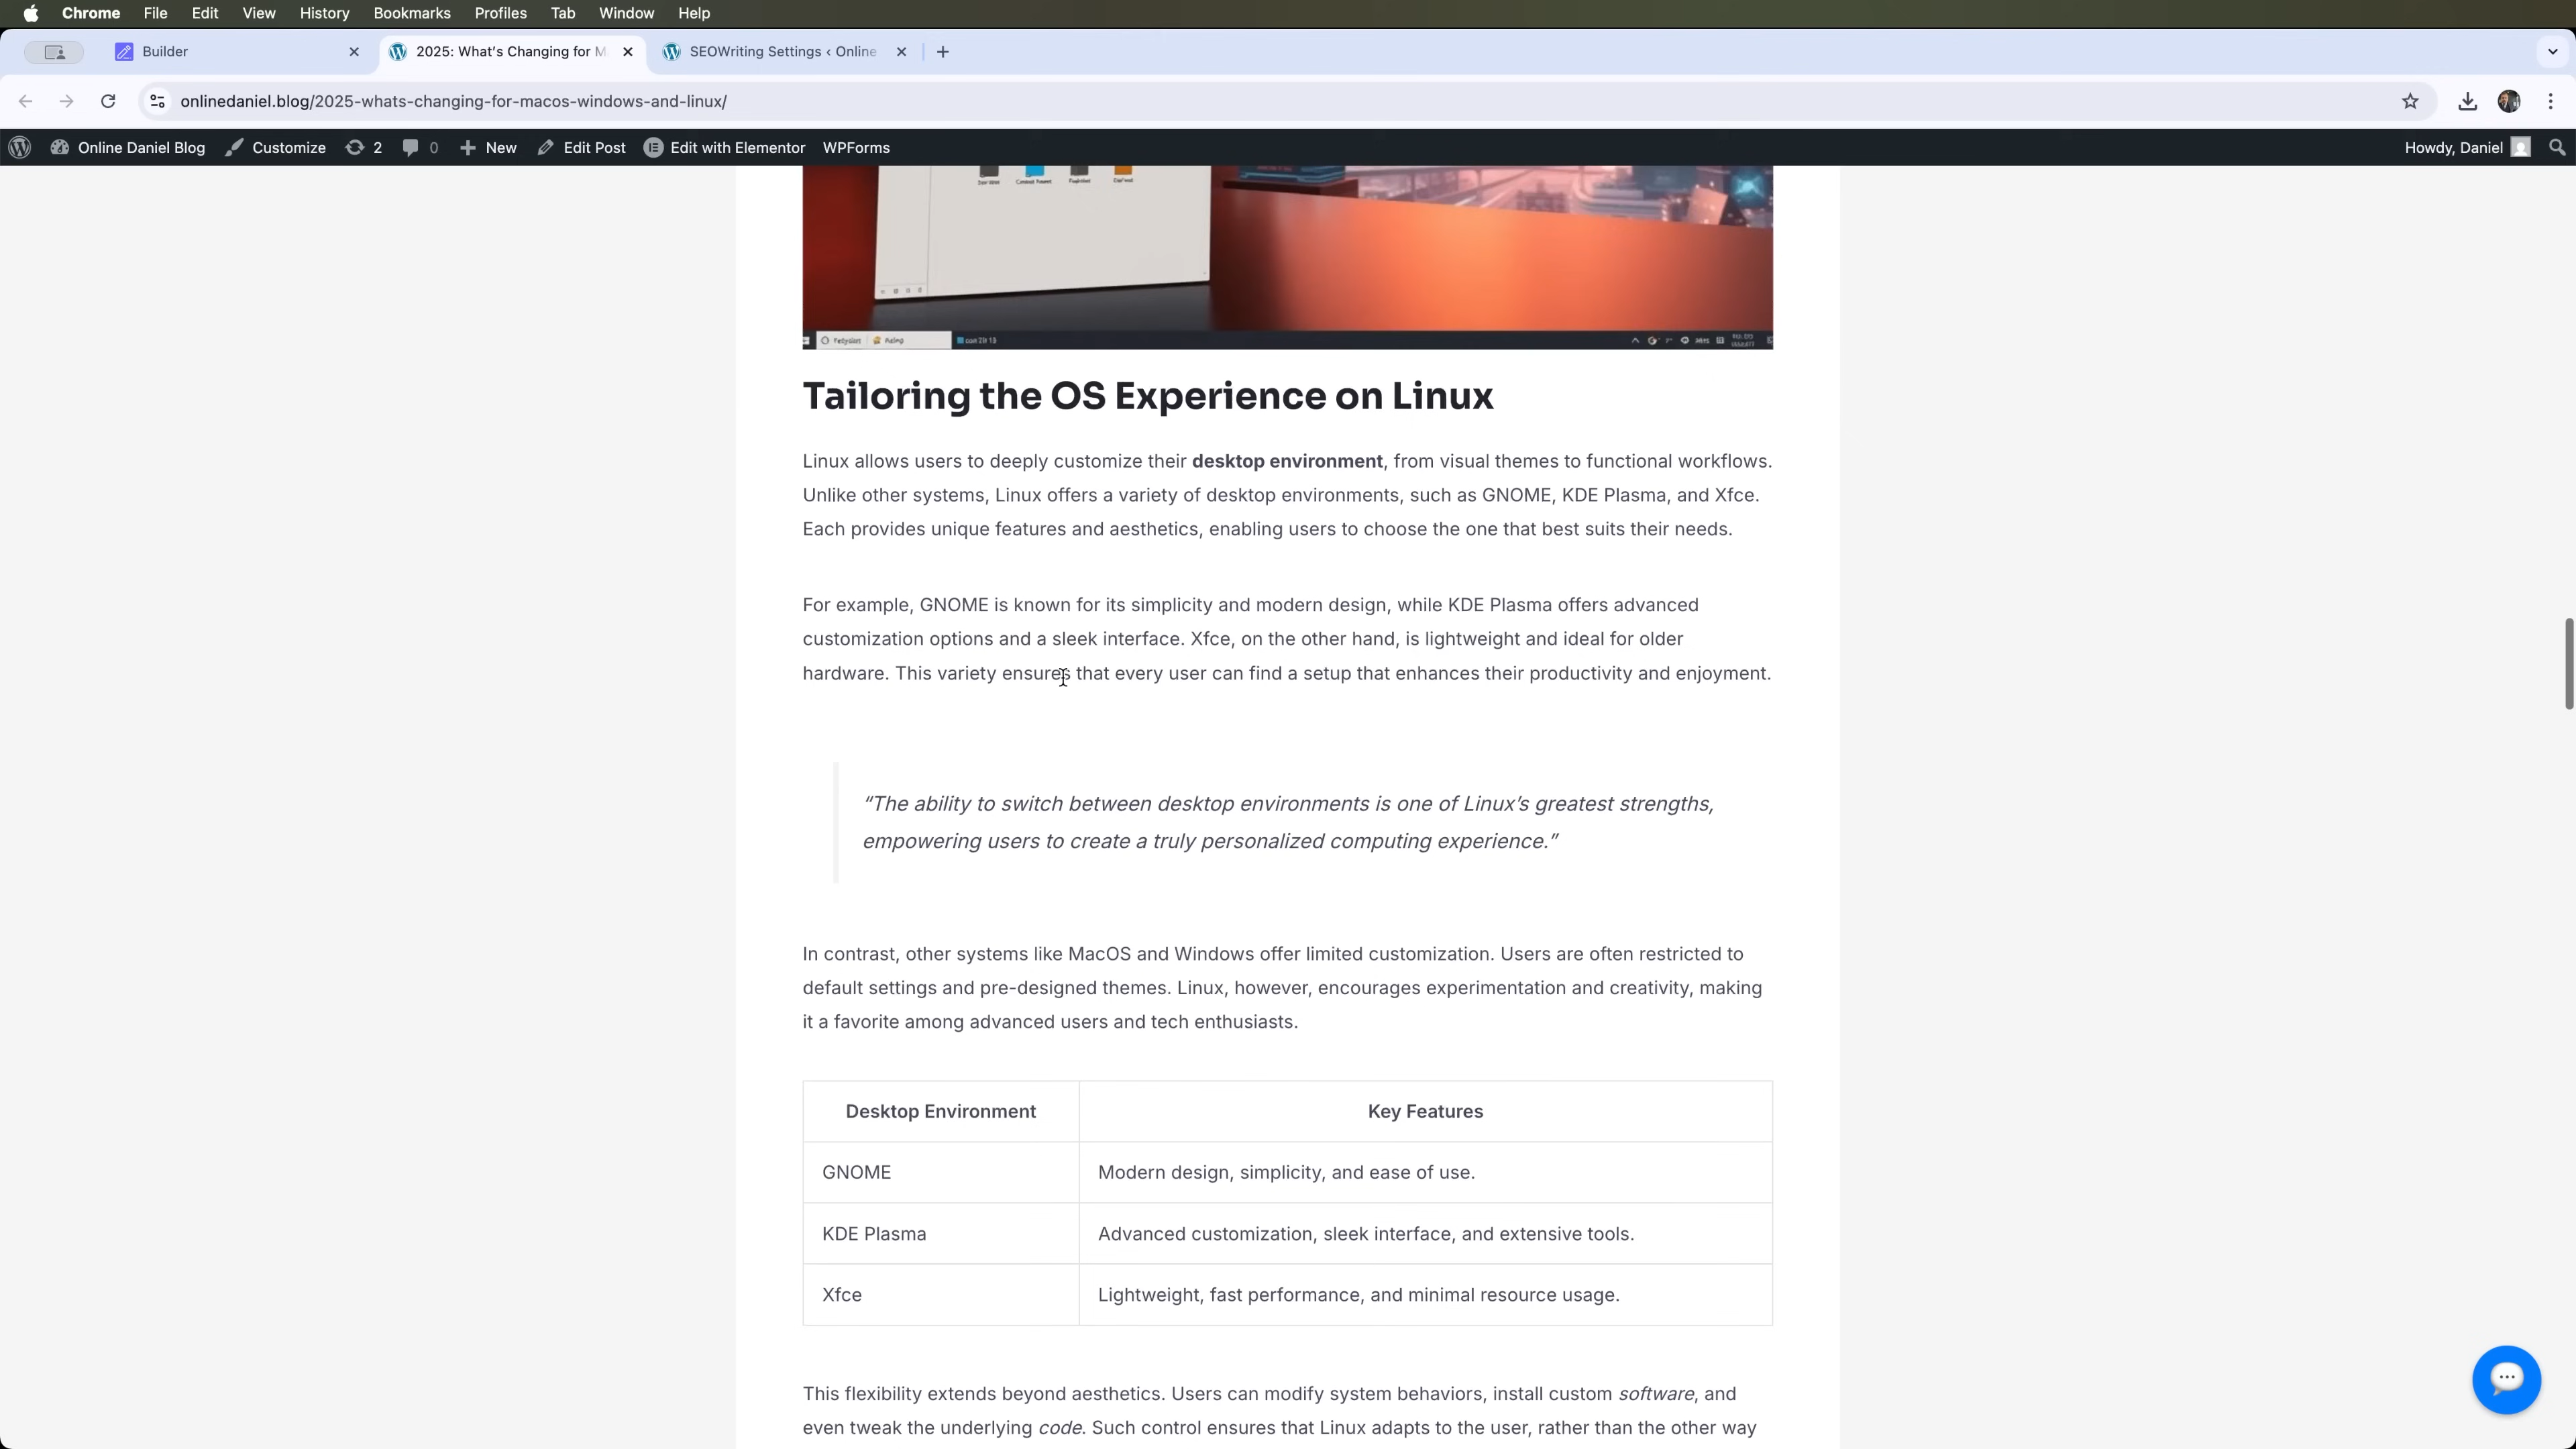 Chrome File Edit View History Bookmarks Profiles Tab Window Help
Builder
2025: What's Changing for M
SEOWriting Settings ‹ Online
onlinedaniel.blog/2025-whats-changing-for-macos-windows-and-linux/
Online Daniel Blog Customize 2 0 New Edit Post Edit with Elementor WPForms Howdy, Daniel
Tailoring the OS Experience on Linux
Linux allows users to deeply customize their desktop environment, from visual themes to functional workflows.
Unlike other systems, Linux offers a variety of desktop environments, such as GNOME, KDE Plasma, and Xfce.
Each provides unique features and aesthetics, enabling users to choose the one that best suits their needs.
For example, GNOME is known for its simplicity and modern design, while KDE Plasma offers advanced
customization options and a sleek interface. Xfce, on the other hand, is lightweight and ideal for older
hardware. This variety ensures that every user can find a setup that enhances their productivity and enjoyment.
“The ability to switch between desktop environments is one of Linux’s greatest strengths,
empowering users to create a truly personalized computing experience.”
In contrast, other systems like MacOS and Windows offer limited customization. Users are often restricted to
default settings and pre-designed themes. Linux, however, encourages experimentation and creativity, making
it a favorite among advanced users and tech enthusiasts.
Desktop Environment Key Features
GNOME Modern design, simplicity, and ease of use.
KDE Plasma Advanced customization, sleek interface, and extensive tools.
Xfce Lightweight, fast performance, and minimal resource usage.
This flexibility extends beyond aesthetics. Users can modify system behaviors, install custom software, and
even tweak the underlying code. Such control ensures that Linux adapts to the user, rather than the other way